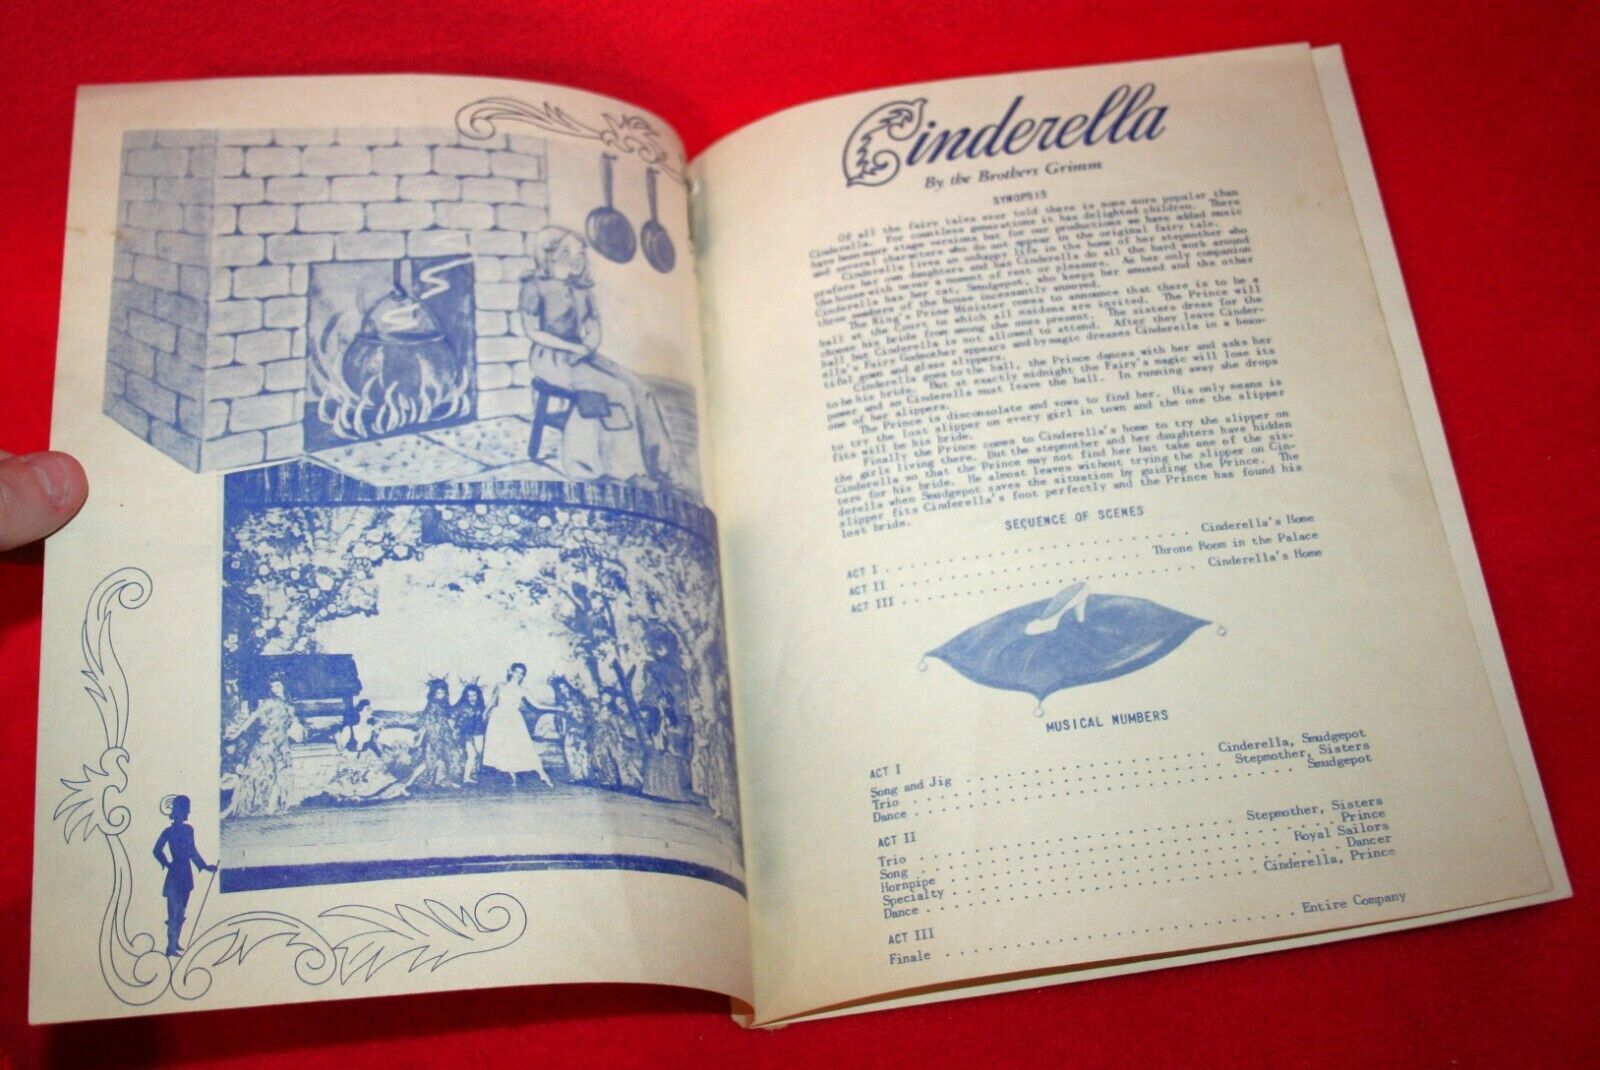 Cinderella
By the Brothers Grimm
SYNOPSIS
Of all the fairy tales ever told there is none more popular than
Cinderella. For countless generations it has delighted children. There
have been many stage versions but for our productions we have added music
and several characters who do not appear in the original fairy tale.
Cinderella lives an unhappy life in the home of her stepmother who
prefers her own daughters and has Cinderella do all the hard work around
the house with never a moment of rest or pleasure. As her only companion
Cinderella has her cat, Smudgepot, who keeps her amused and the other
three members of the house incessantly annoyed.
The King's Prime Minister comes to announce that there is to be a
ball at the Court to which all maidens are invited. The Prince will
choose his bride from among the ones present. The sisters dress for the
ball but Cinderella is not allowed to attend. After they leave Cinder-
ella's Fairy Godmother appears and by magic dresses Cinderella in a beau-
tiful gown and glass slippers.
Cinderella goes to the ball, the Prince dances with her and asks her
to be his bride. But at exactly midnight the Fairy's magic will lose its
power and so Cinderella must leave the ball. In running away she drops
one of her slippers.
The Prince is disconsolate and vows to find her. His only means is
to try the lost slipper on every girl in town and the one the slipper
fits will be his bride.
Finally the Prince comes to Cinderella's home to try the slipper on
the girls living there. But the stepmother and her daughters have hidden
Cinderella so that the Prince may not find her but take one of the sis-
ters for his bride. He almost leaves without trying the slipper on Cin-
derella when Smudgepot saves the situation by guiding the Prince. The
slipper fits Cinderella's foot perfectly and the Prince has found his
lost bride.
SEQUENCE OF SCENES
ACT I . . . . . . . . . . . . . . . . . . . . Cinderella's Home
ACT II . . . . . . . . . . . . . . . . . Throne Room in the Palace
ACT III . . . . . . . . . . . . . . . . . . . Cinderella's Home
MUSICAL NUMBERS
ACT I
Song and Jig . . . . . . . . . . . . . . . Cinderella, Smudgepot
Trio . . . . . . . . . . . . . . . . . . . Stepmother, Sisters
Dance . . . . . . . . . . . . . . . . . . . . . . . Smudgepot
ACT II
Trio . . . . . . . . . . . . . . . . . . . Stepmother, Sisters
Song . . . . . . . . . . . . . . . . . . . . . . . . . Prince
Hornpipe . . . . . . . . . . . . . . . . . . . . Royal Sailors
Specialty . . . . . . . . . . . . . . . . . . . . . . . Dancer
Dance . . . . . . . . . . . . . . . . . . . Cinderella, Prince
ACT III
Finale . . . . . . . . . . . . . . . . . . . . Entire Company